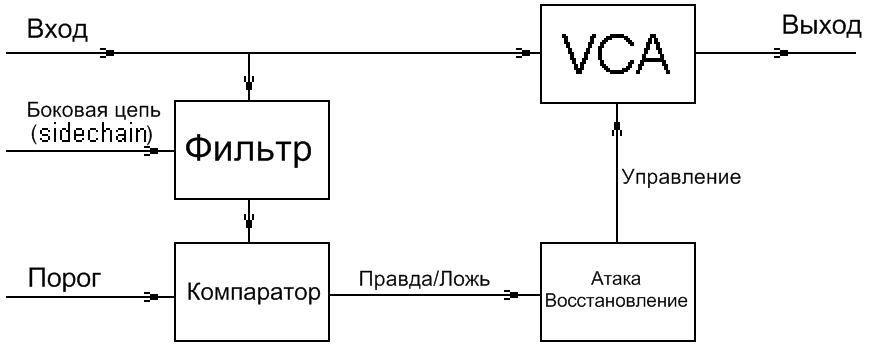 Вход
VCA
Выход
Боковая цепь
(sidechain)
Фильтр
Управление
Порог
Компаратор
Правда/Ложь
Атака
Восстановление